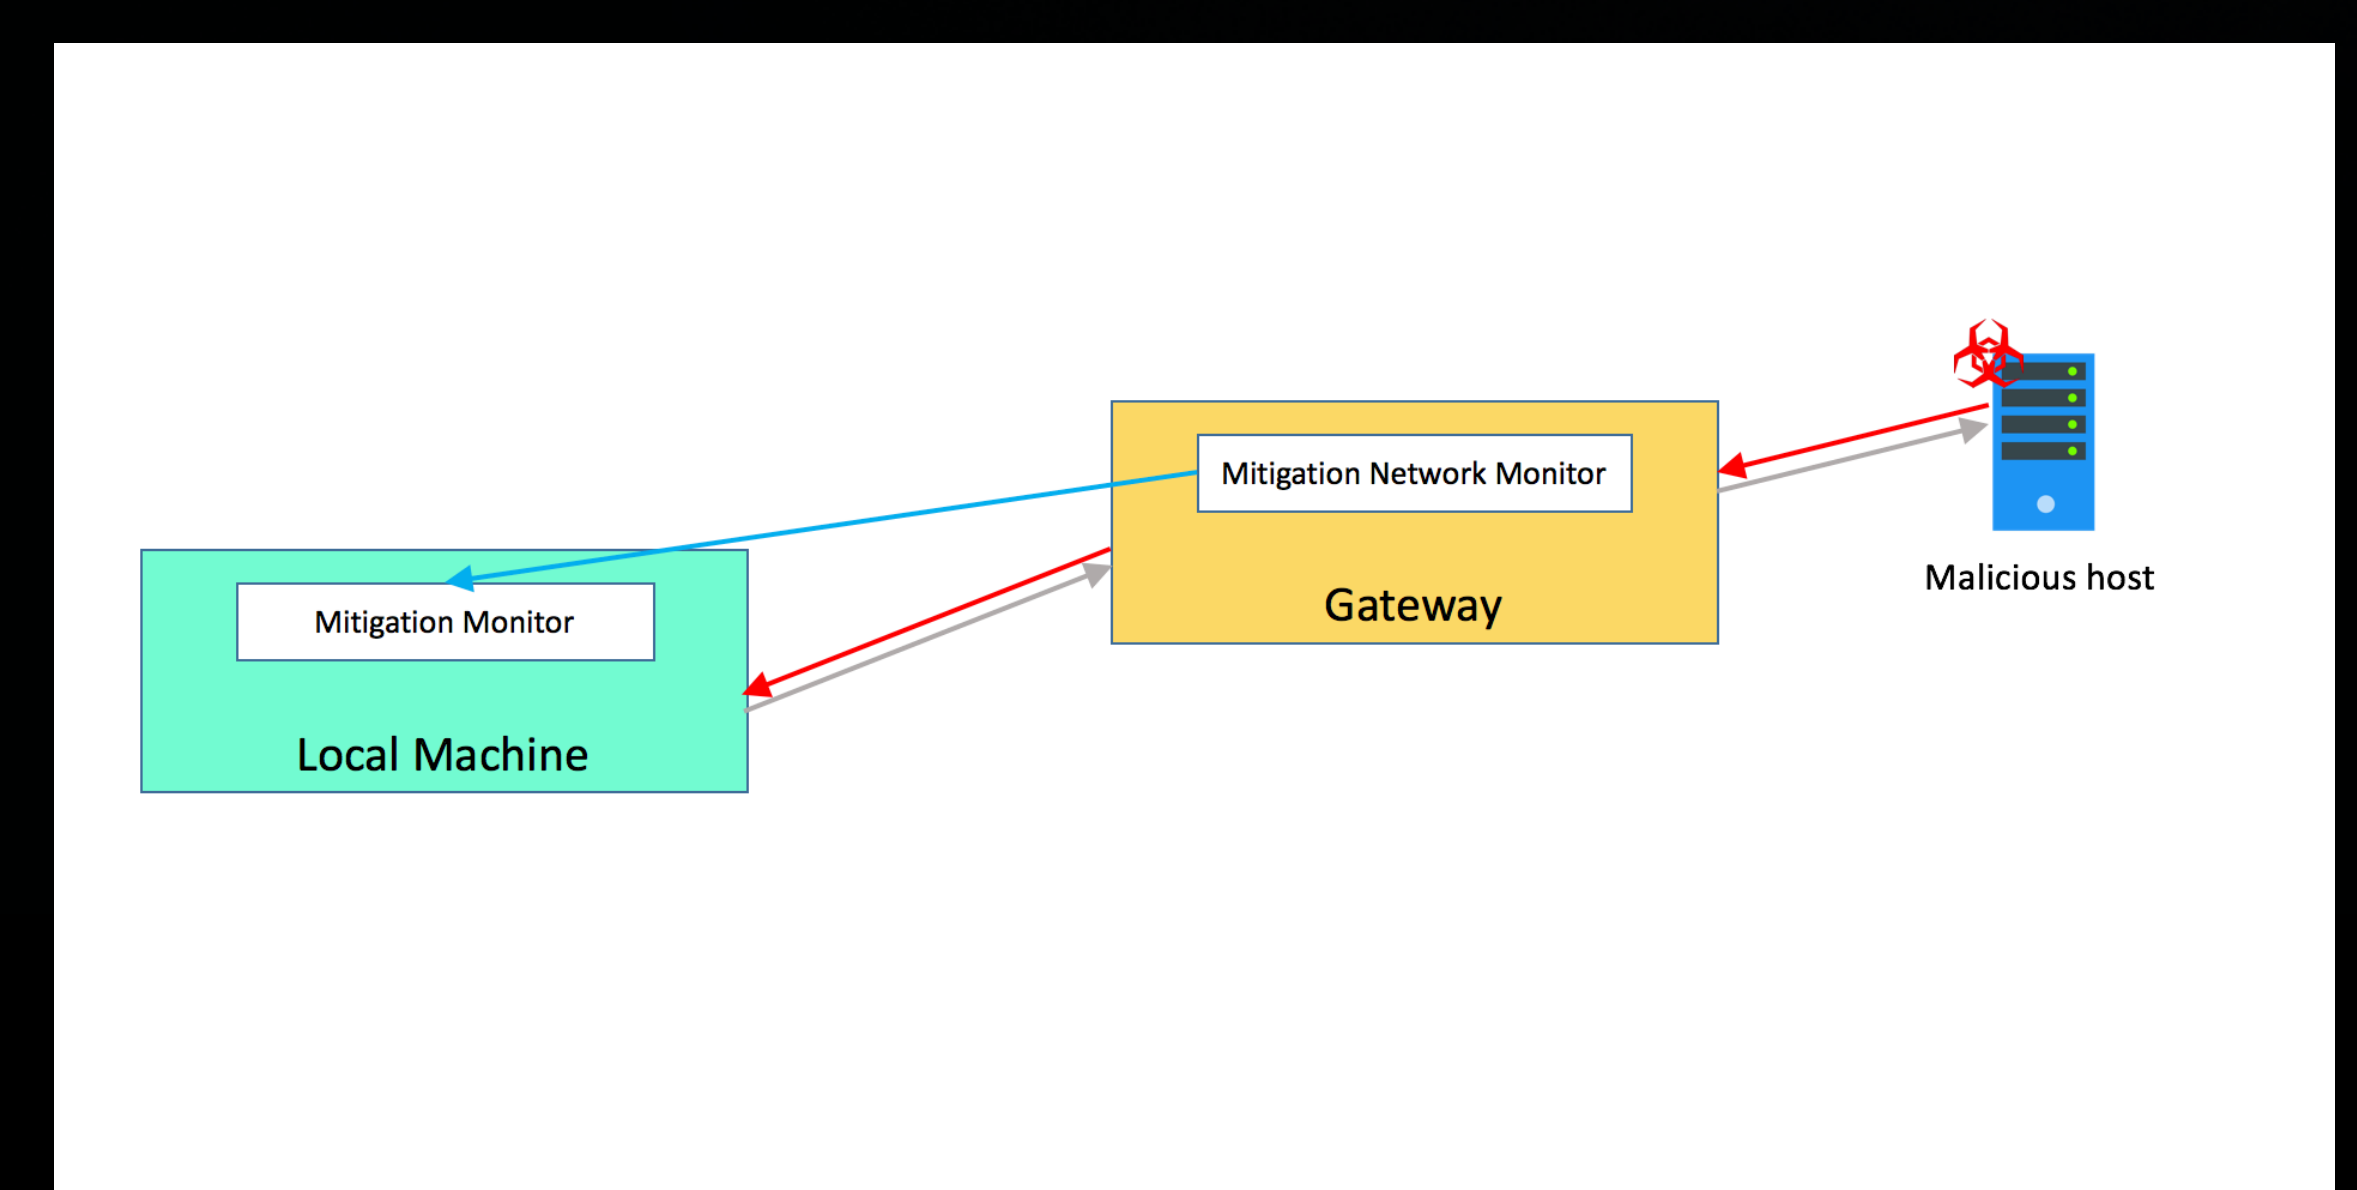 Mitigation Network Monitor
Gateway
Malicious host
Mitigation Monitor
Local Machine